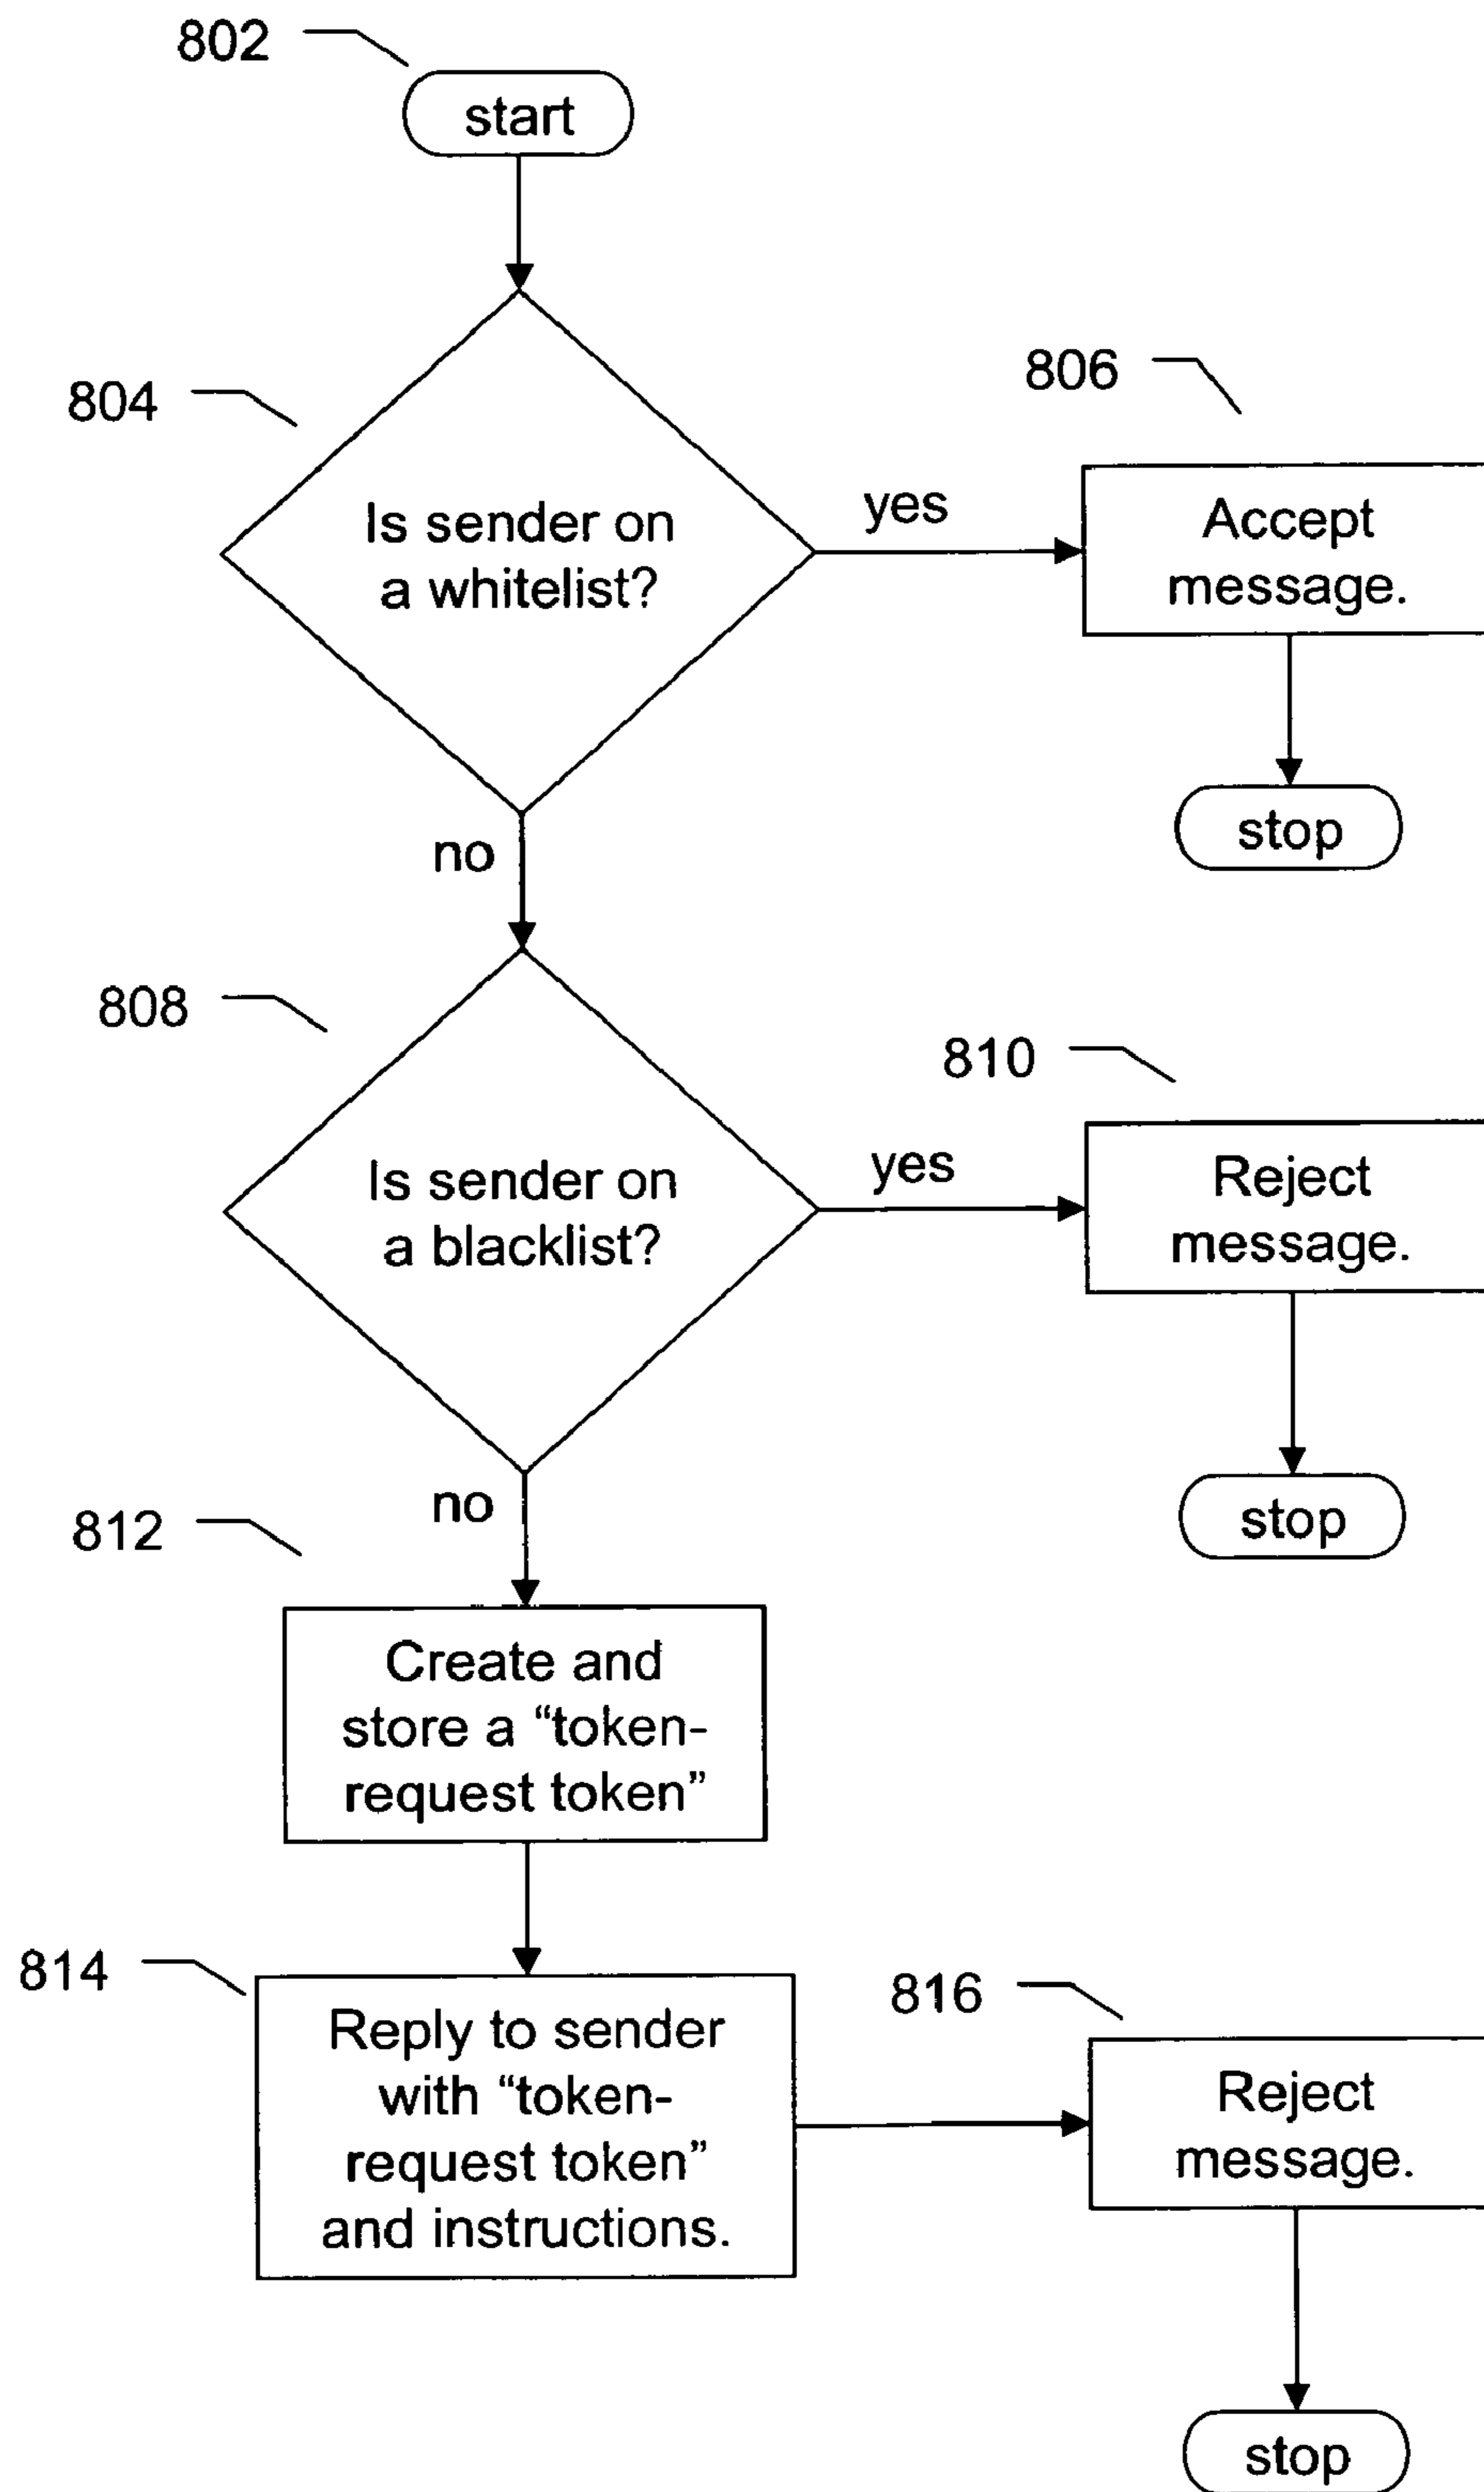 802
start
804
Is sender on
a whitelist?
yes
806
Accept
message.
stop
no
808
Is sender on
a blacklist?
yes
810
Reject
message.
stop
no
812
Create and
store a “token-
request token”
814
Reply to sender
with “token-
request token”
and instructions.
816
Reject
message.
stop